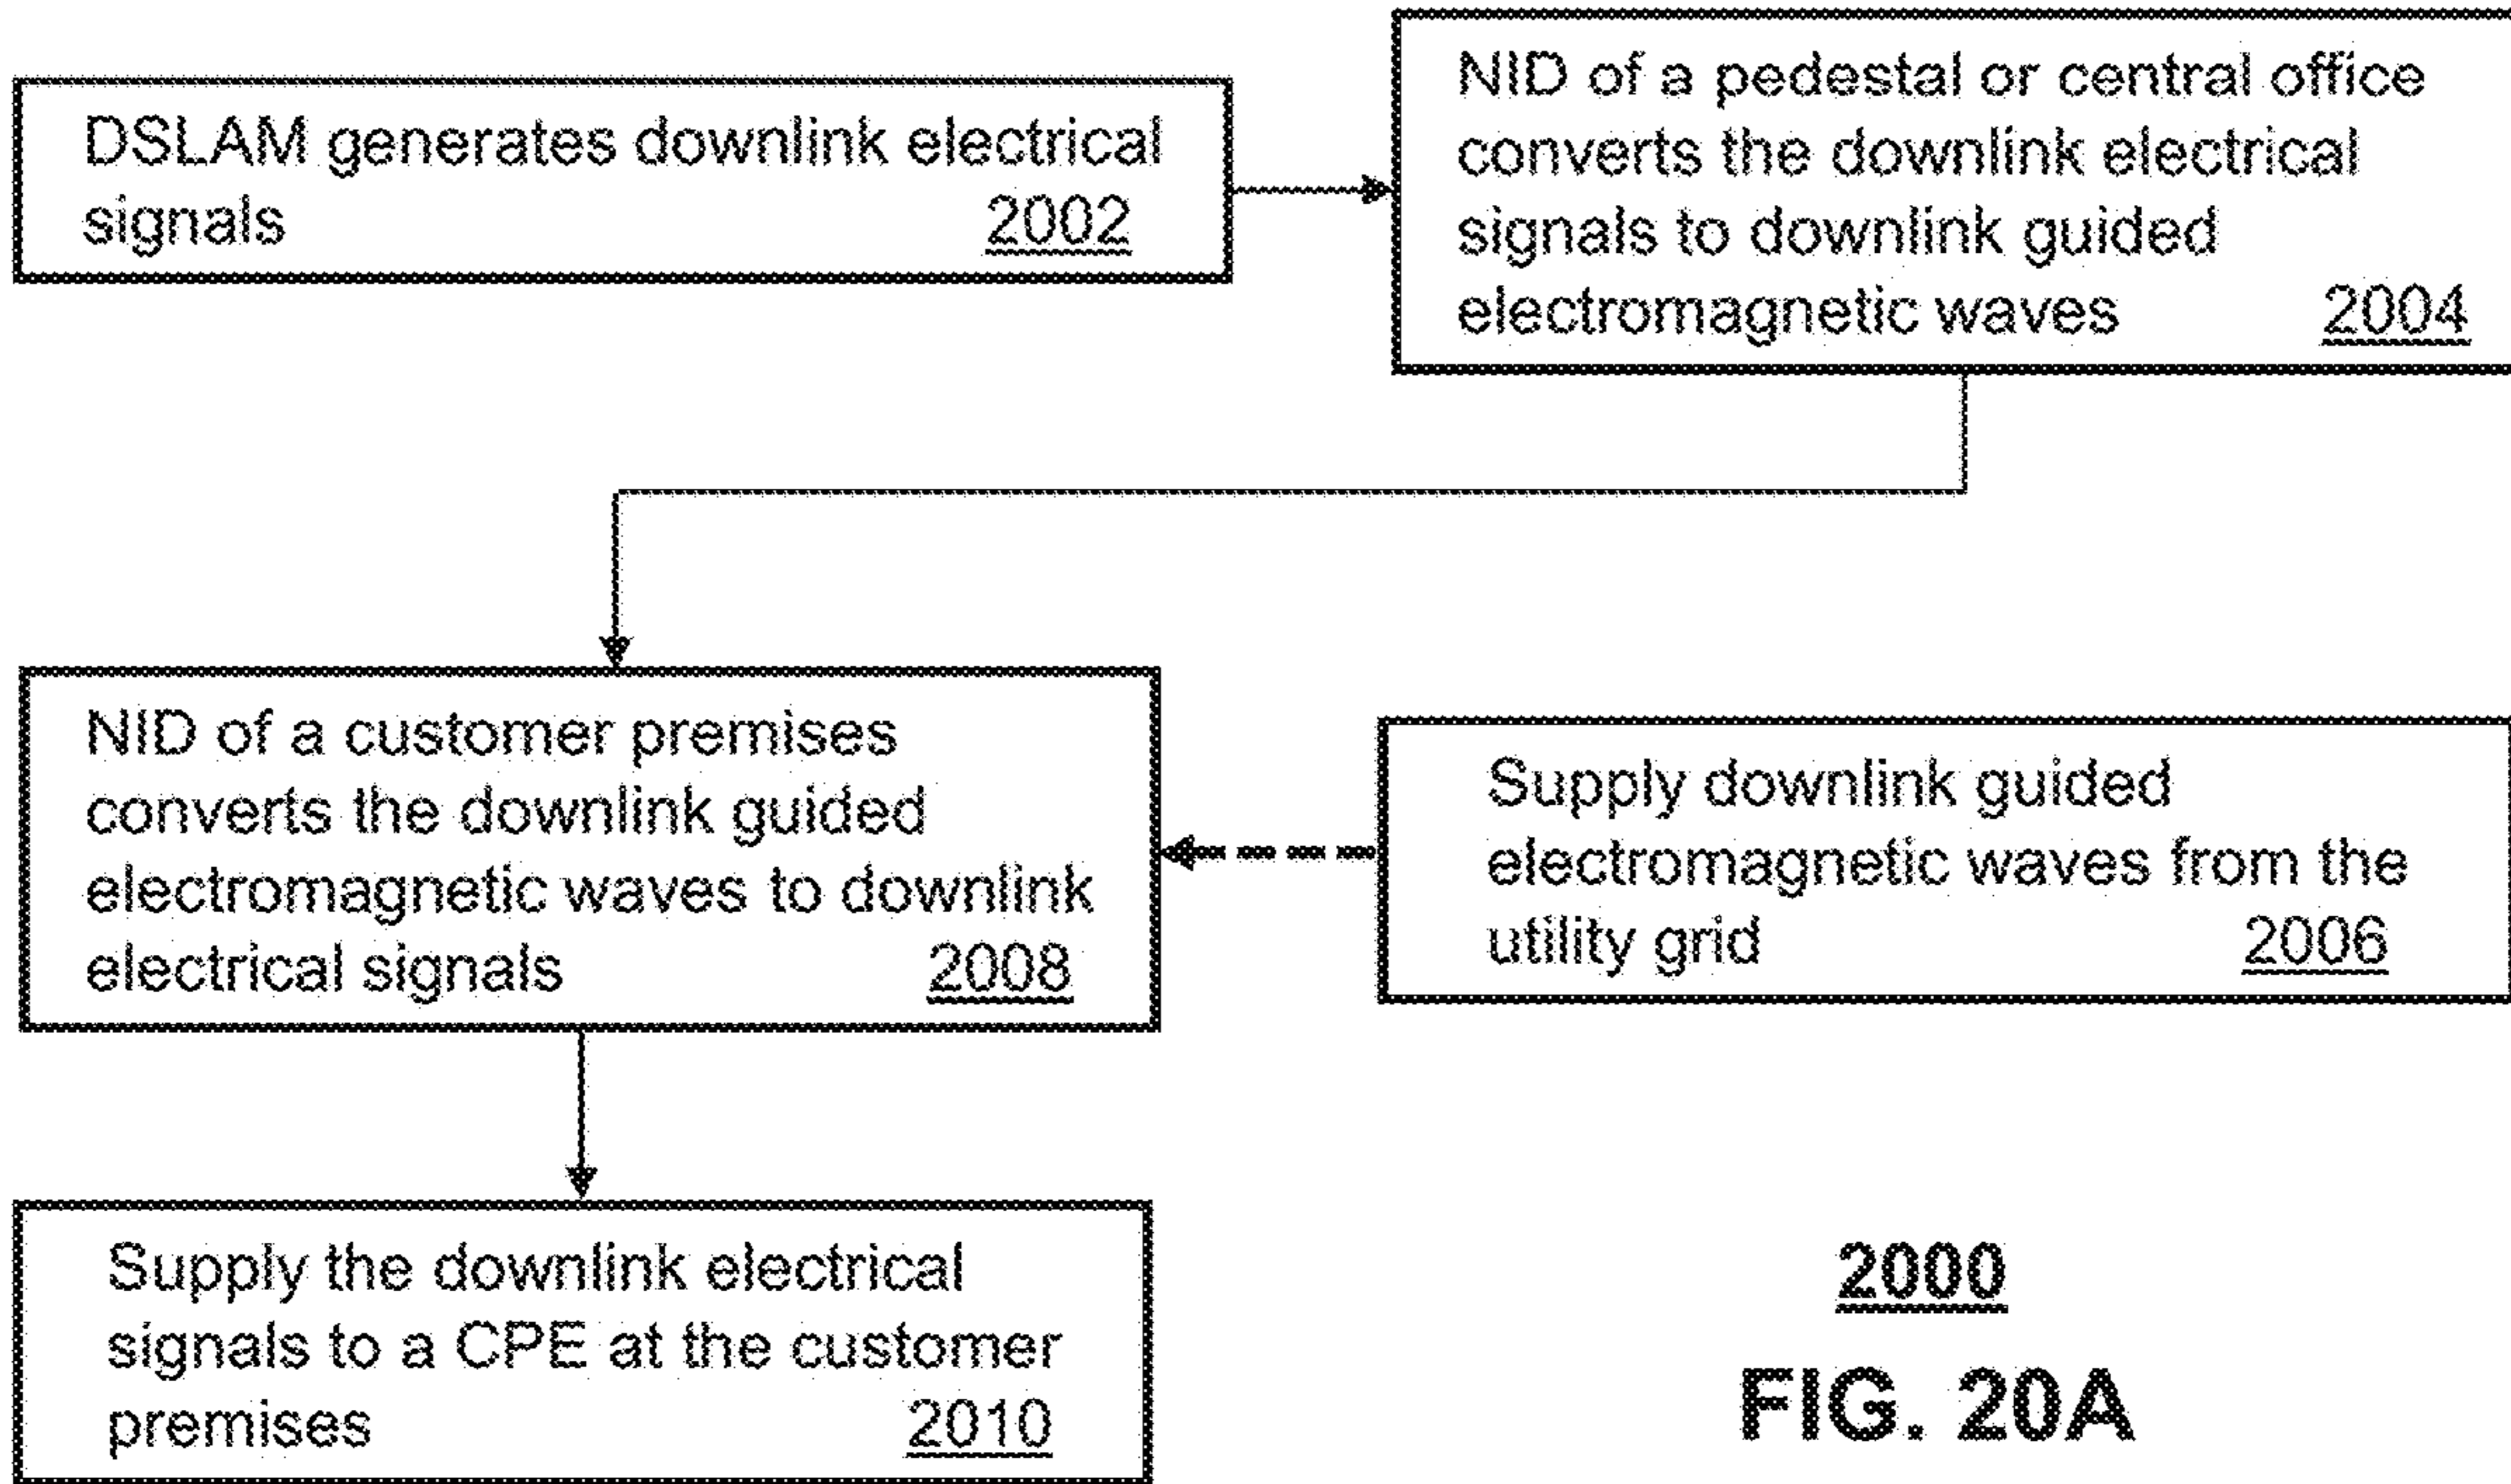 DSLAM generates downlink electrical
signals 2002
NID of a pedestal or central office
converts the downlink electrical
signals to downlink guided
electromagnetic waves 2004
NID of a customer premises
converts the downlink guided
electromagnetic waves to downlink
electrical signals 2008
Supply downlink guided
electromagnetic waves from the
utility grid 2006
Supply the downlink electrical
signals to a CPE at the customer
premises 2010
2000
FIG. 20A